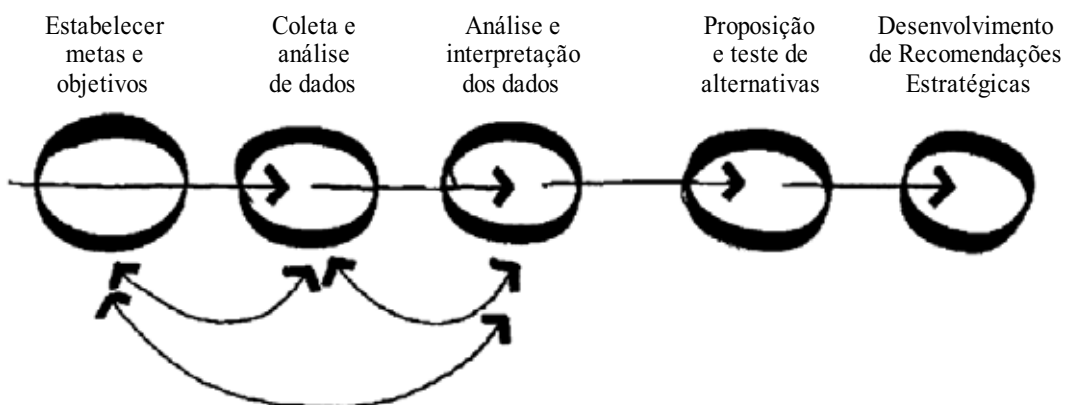 Estabelecer
metas e
objetivos
Coleta e
análise
de dados
Análise e
interpretação
dos dados
Proposição
e teste de
alternativas
Desenvolvimento
de Recomendações
Estratégicas